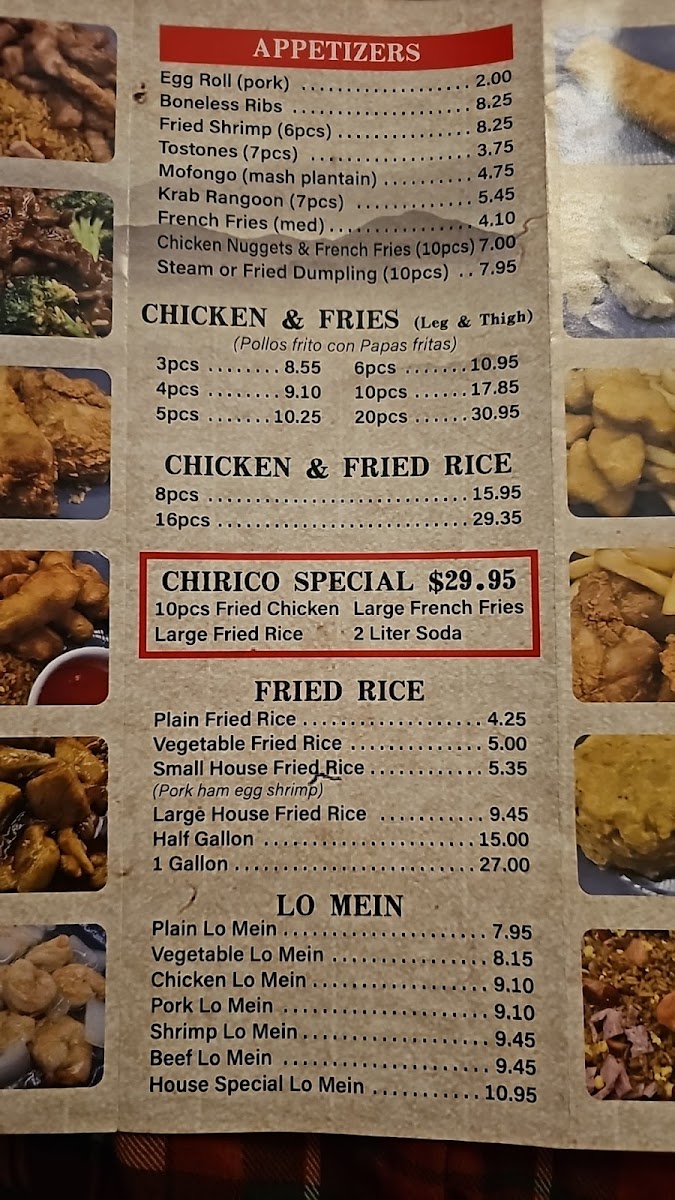 APPETIZERS
Egg Roll (pork) .................... 2.00
Boneless Ribs ..................... 8.25
Fried Shrimp (6pcs) ................ 8.25
Tostones (7pcs) ................... 3.75
Mofongo (mash plantain) .......... 4.75
Krab Rangoon (7pcs) .............. 5.45
French Fries (med) ................. 4.10
Chicken Nuggets & French Fries (10pcs) 7.00
Steam or Fried Dumpling (10pcs) .. 7.95
CHICKEN & FRIES (Leg & Thigh)
(Pollos frito con Papas fritas)
3pcs ........ 8.55 6pcs ....... 10.95
4pcs ........ 9.10 10pcs ...... 17.85
5pcs ....... 10.25 20pcs ...... 30.95
CHICKEN & FRIED RICE
8pcs ............................. 15.95
16pcs ............................ 29.35
CHIRICO SPECIAL $29.95
10pcs Fried Chicken Large French Fries
Large Fried Rice 2 Liter Soda
FRIED RICE
Plain Fried Rice ................... 4.25
Vegetable Fried Rice .............. 5.00
Small House Fried Rice ............ 5.35
(Pork ham egg shrimp)
Large House Fried Rice ........... 9.45
Half Gallon ....................... 15.00
1 Gallon .......................... 27.00
LO MEIN
Plain Lo Mein ...................... 7.95
Vegetable Lo Mein ................. 8.15
Chicken Lo Mein ................... 9.10
Pork Lo Mein ....................... 9.10
Shrimp Lo Mein .................... 9.45
Beef Lo Mein ...................... 9.45
House Special Lo Mein ........... 10.95